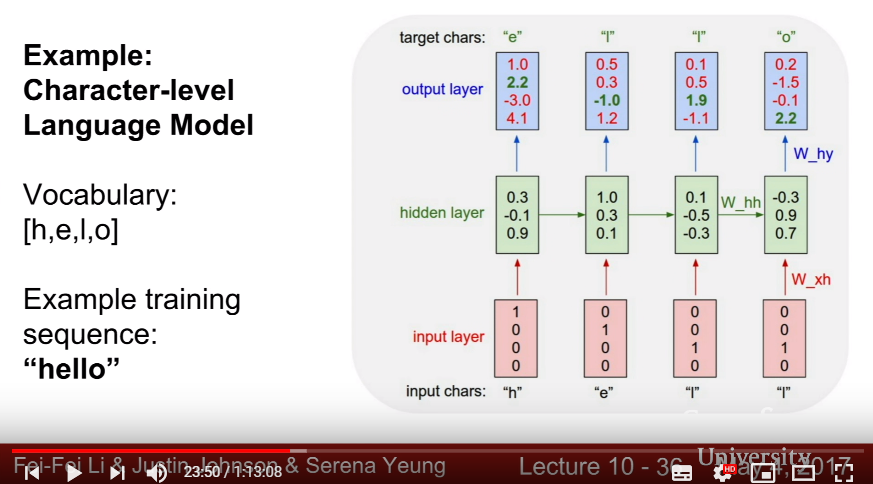 Example:
Character-level
Language Model
Vocabulary:
[h,e,l,o]
Example training
sequence:
“hello”
target chars: “e” “l” “l” “o”
output layer
1.0 0.5 0.1 0.2
2.2 0.3 0.5 -1.5
-3.0 -1.0 1.9 -0.1
4.1 1.2 -1.1 2.2
W_hy
hidden layer
0.3 1.0 0.1 -0.3
-0.1 0.3 -0.5 0.9
0.9 0.1 -0.3 0.7
W_hh
W_xh
input layer
1 0 0 0
0 1 0 0
0 0 1 1
0 0 0 0
input chars: “h” “e” “l” “l”
Fei-Fei Li & Justin Johnson & Serena Yeung
23:50 / 1:13:08
Lecture 10 - 36
University
4, 2017
HD